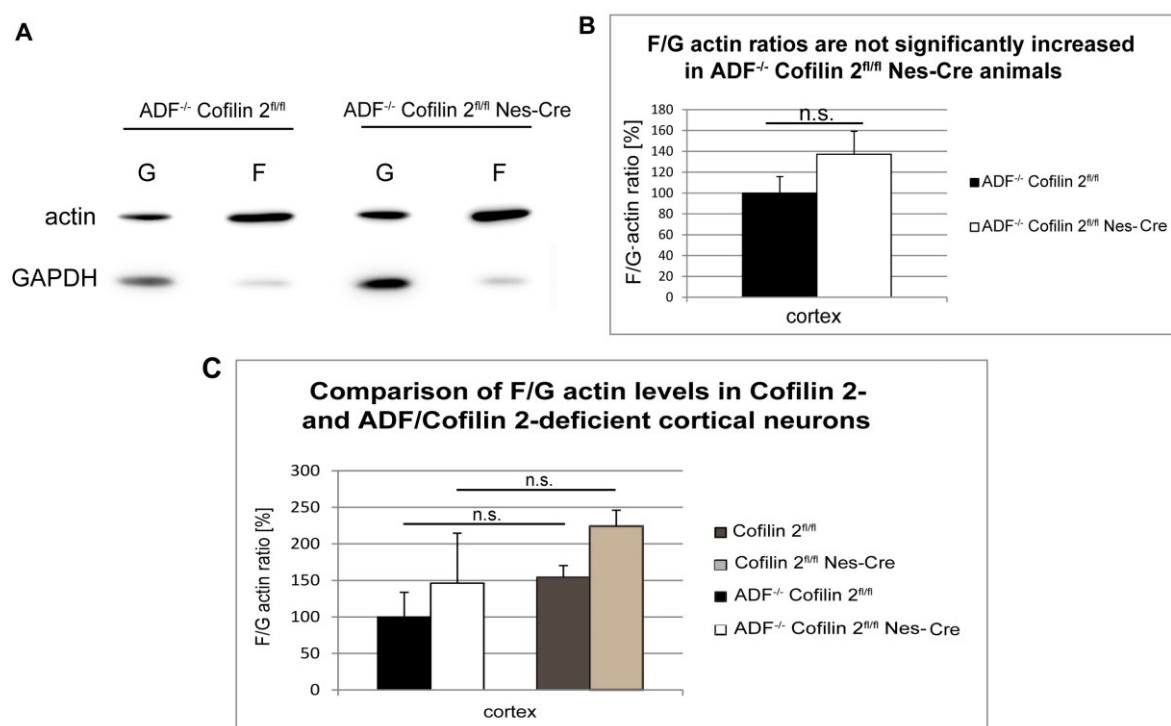 A
ADF-/- Cofilin 2fl/fl
ADF-/- Cofilin 2fl/fl Nes-Cre
G F G F
actin
GAPDH
B
F/G actin ratios are not significantly increased
in ADF-/- Cofilin 2fl/fl Nes-Cre animals
n.s.
F/G-actin ratio [%]
180
160
140
120
100
80
60
40
20
0
cortex
ADF-/- Cofilin 2fl/fl
ADF-/- Cofilin 2fl/fl Nes-Cre
C
Comparison of F/G actin levels in Cofilin 2-
and ADF/Cofilin 2-deficient cortical neurons
F/G actin ratio [%]
300
250
200
150
100
50
0
n.s.
n.s.
cortex
Cofilin 2fl/fl
Cofilin 2fl/fl Nes-Cre
ADF-/- Cofilin 2fl/fl
ADF-/- Cofilin 2fl/fl Nes-Cre